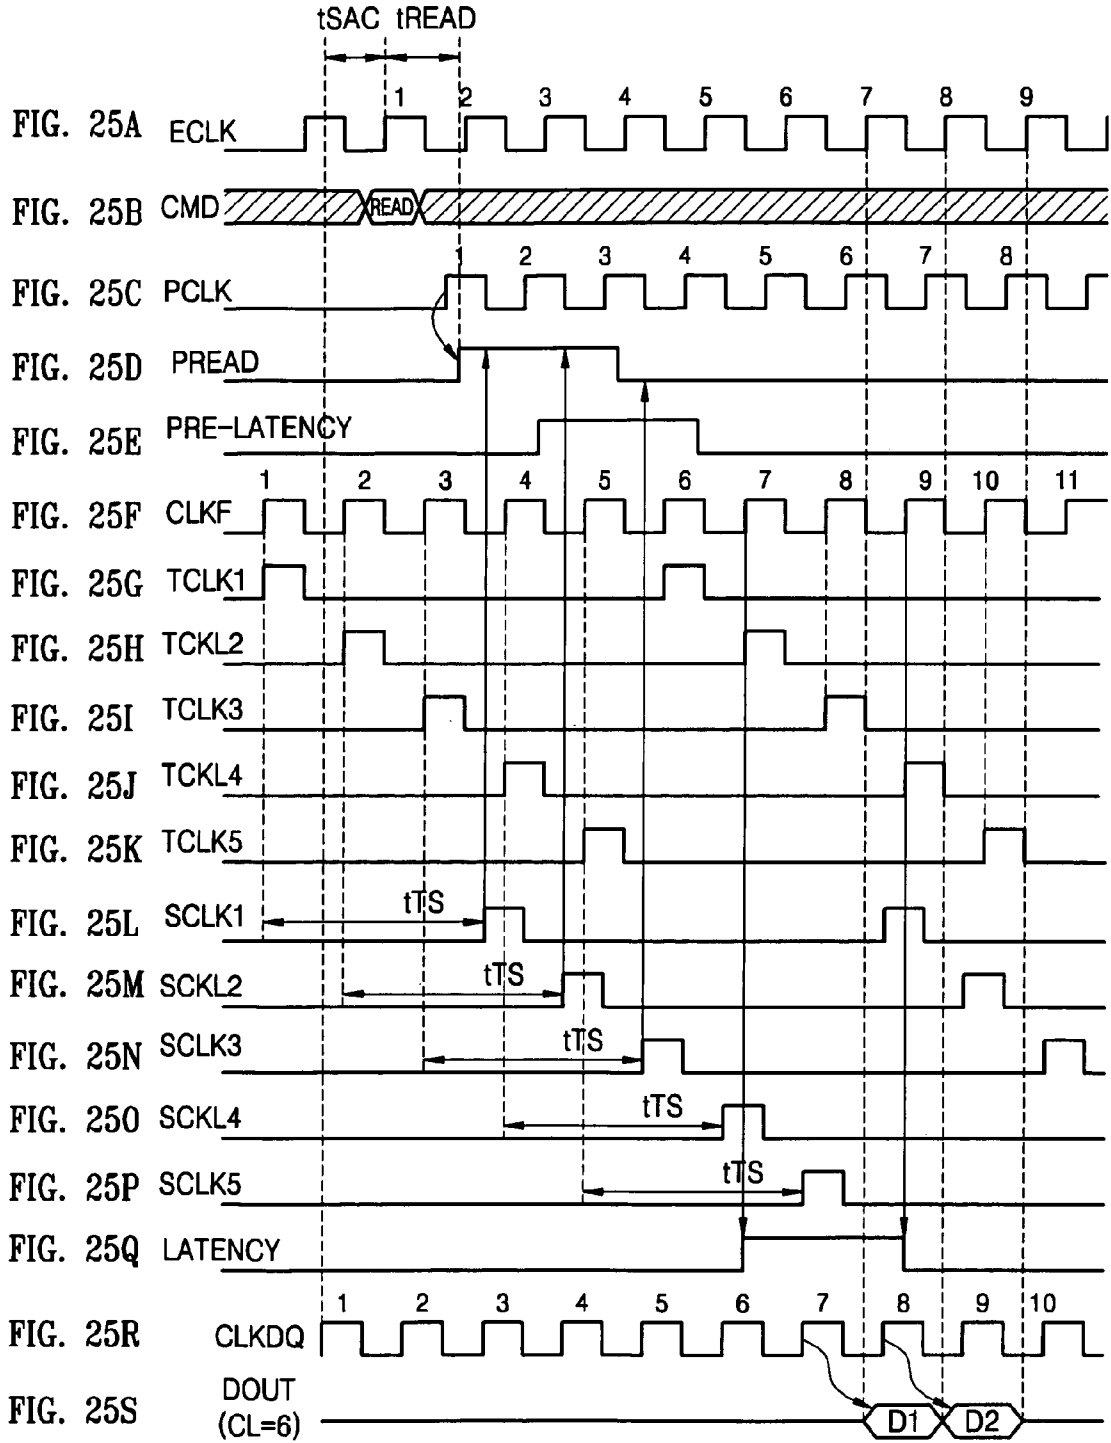 tSAC tREAD
1 2 3 4 5 6 7 8 9
FIG. 25A ECLK
FIG. 25B CMD READ
1 2 3 4 5 6 7 8
FIG. 25C PCLK
FIG. 25D PREAD
FIG. 25E PRE-LATENCY
1 2 3 4 5 6 7 8 9 10 11
FIG. 25F CLKF
FIG. 25G TCLK1
FIG. 25H TCKL2
FIG. 25I TCLK3
FIG. 25J TCKL4
FIG. 25K TCLK5
FIG. 25L SCLK1 tTS
FIG. 25M SCKL2 tTS
FIG. 25N SCLK3 tTS
FIG. 25O SCKL4 tTS
FIG. 25P SCLK5 tTS
FIG. 25Q LATENCY
1 2 3 4 5 6 7 8 9 10
FIG. 25R CLKDQ
FIG. 25S DOUT
(CL=6) D1 D2